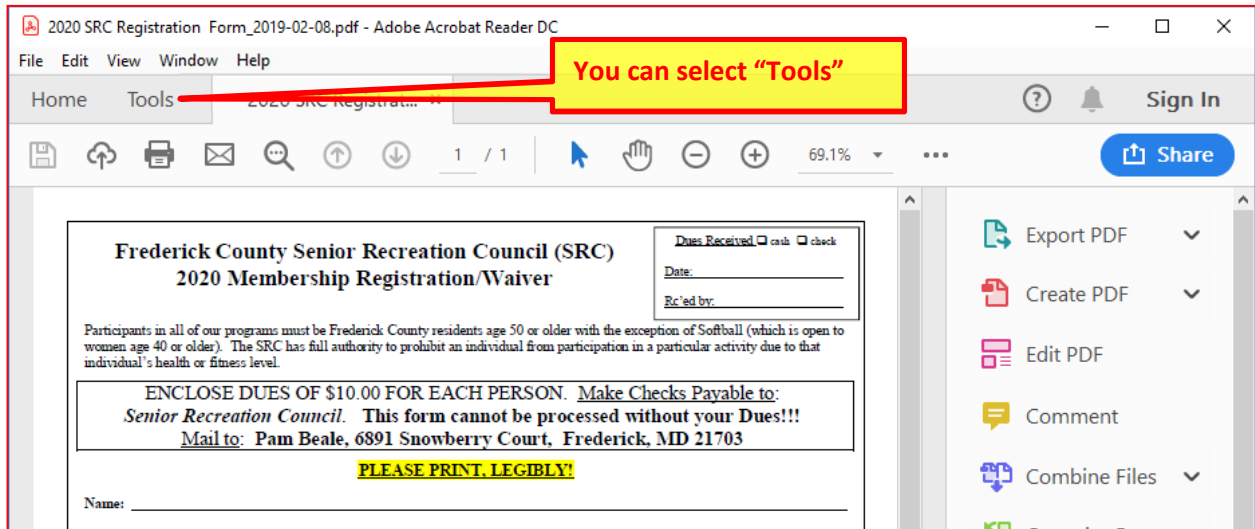 2020 SRC Registration Form_2019-02-08.pdf - Adobe Acrobat Reader DC
File Edit View Window Help
You can select “Tools”
Home Tools 2020 SRC Registrat... ×
Sign In
1 / 1 69.1%
Share
Frederick County Senior Recreation Council (SRC)
2020 Membership Registration/Waiver
Dues Received ❑ cash ❑ check
Date:
Rc'ed by:
Participants in all of our programs must be Frederick County residents age 50 or older with the exception of Softball (which is open to
women age 40 or older). The SRC has full authority to prohibit an individual from participation in a particular activity due to that
individual's health or fitness level.
ENCLOSE DUES OF $10.00 FOR EACH PERSON. Make Checks Payable to:
Senior Recreation Council. This form cannot be processed without your Dues!!!
Mail to: Pam Beale, 6891 Snowberry Court, Frederick, MD 21703
PLEASE PRINT, LEGIBLY!
Name:
Export PDF
Create PDF
Edit PDF
Comment
Combine Files